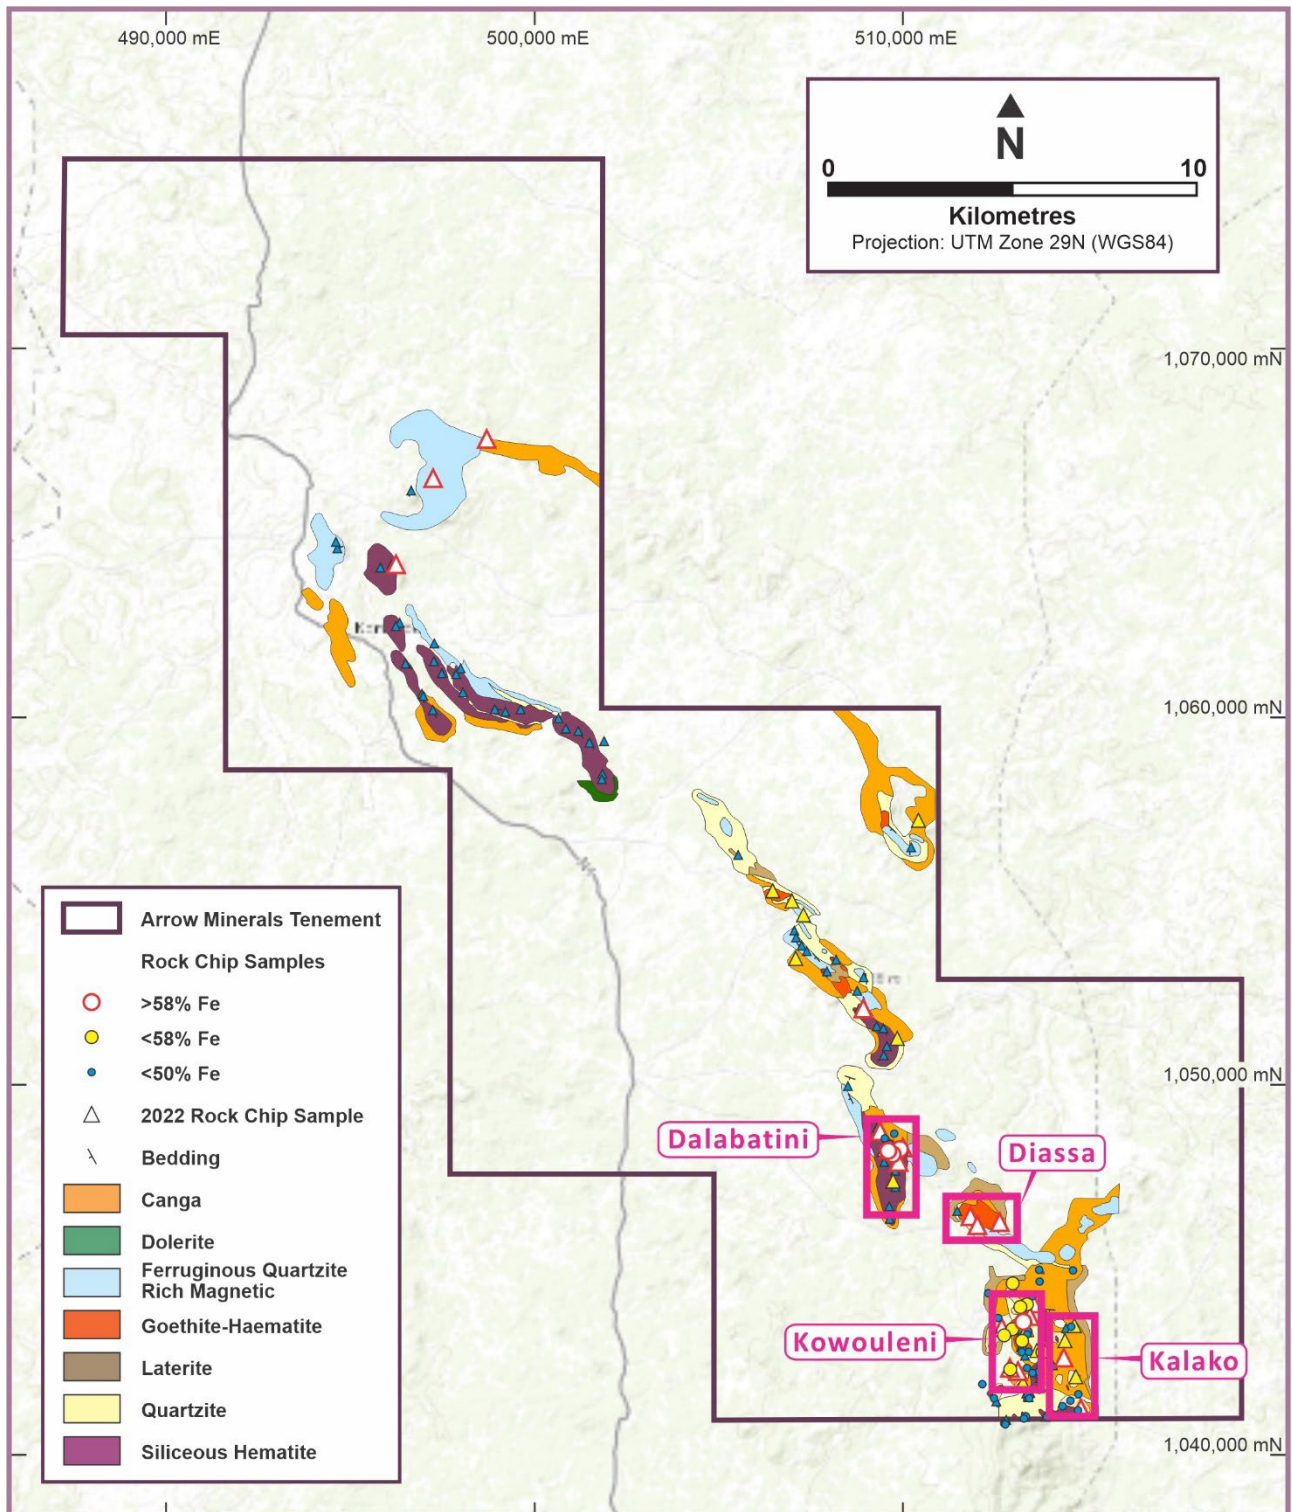 490,000 mE
500,000 mE
510,000 mE
N
0
10
Kilometres
Projection: UTM Zone 29N (WGS84)
1,070,000 mN
1,060,000 mN
1,050,000 mN
Dalabatini
Diassa
Kowouleni
Kalako
1,040,000 mN
Arrow Minerals Tenement
Rock Chip Samples
>58% Fe
<58% Fe
<50% Fe
2022 Rock Chip Sample
Bedding
Canga
Dolerite
Ferruginous Quartzite
Rich Magnetic
Goethite-Haematite
Laterite
Quartzite
Siliceous Hematite